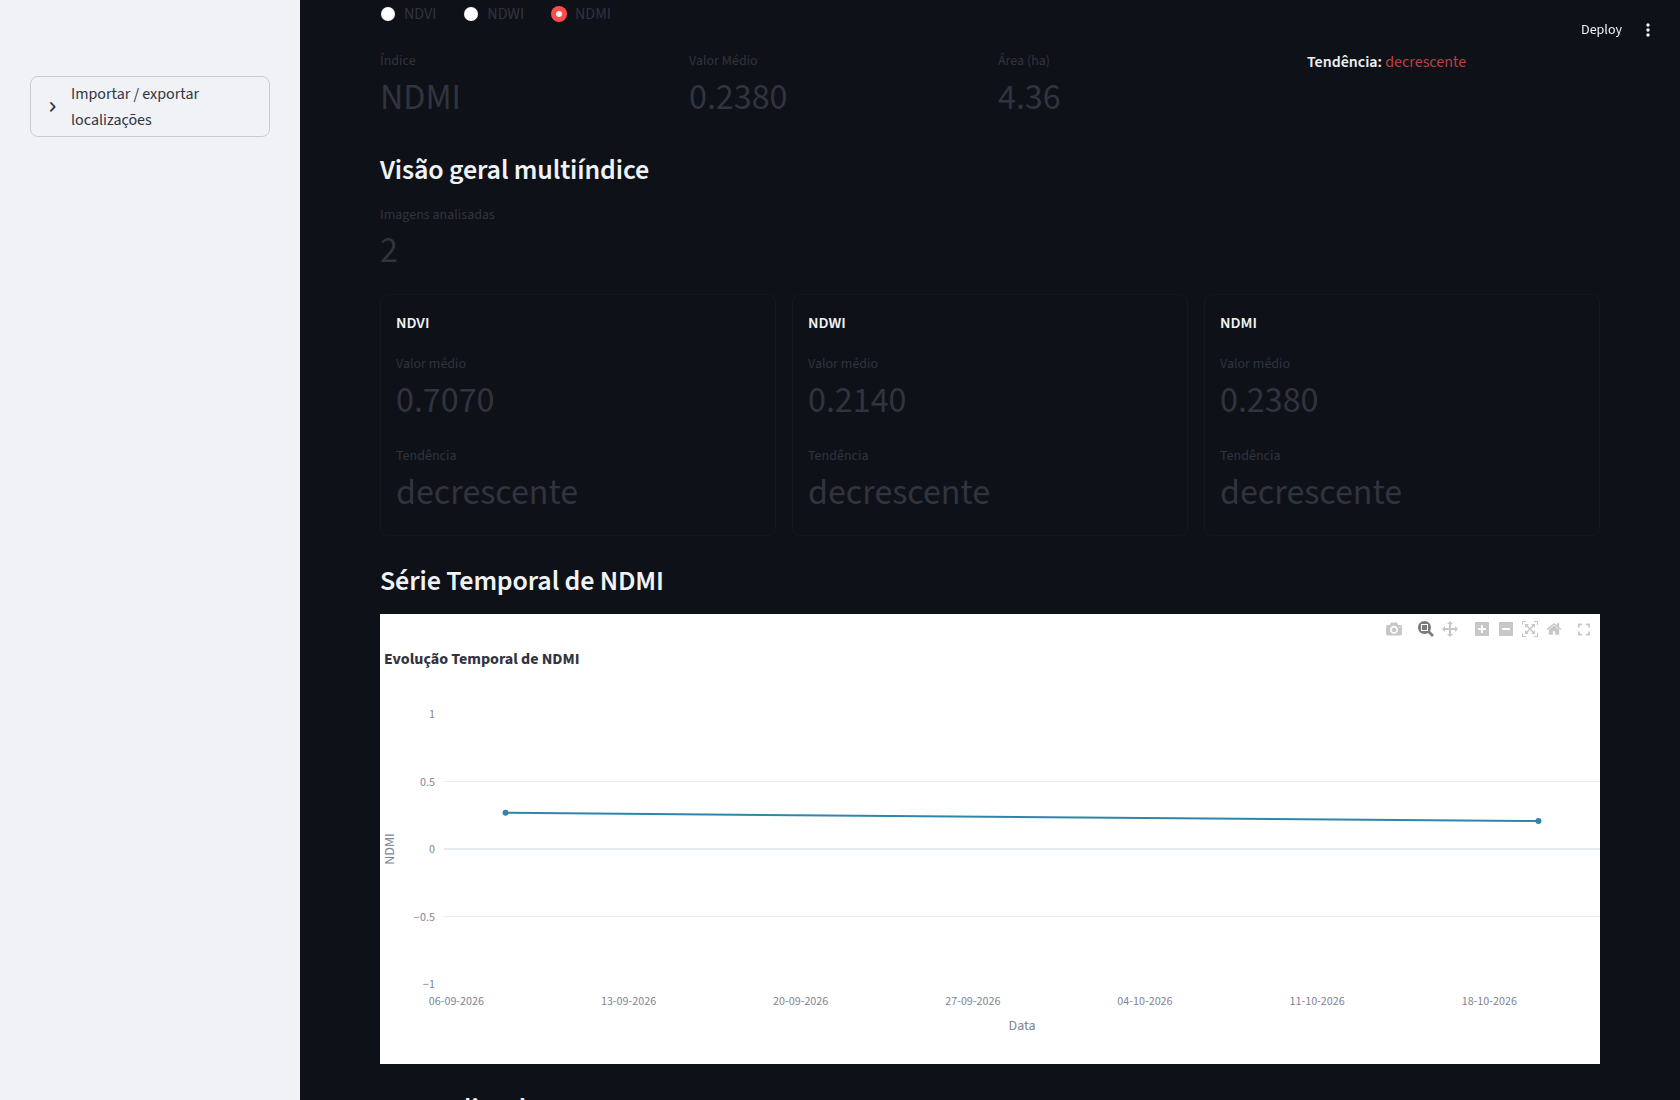 NDVI NDWI NDMI
Deploy
Importar / exportar
localizações
Índice
NDMI
Valor Médio
0.2380
Área (ha)
4.36
Tendência: decrescente
Visão geral multiíndice
Imagens analisadas
2
NDVI
Valor médio
0.7070
Tendência
decrescente
NDWI
Valor médio
0.2140
Tendência
decrescente
NDMI
Valor médio
0.2380
Tendência
decrescente
Série Temporal de NDMI
Evolução Temporal de NDMI
1
0.5
0
−0.5
−1
NDMI
06-09-2026 13-09-2026 20-09-2026 27-09-2026 04-10-2026 11-10-2026 18-10-2026
Data